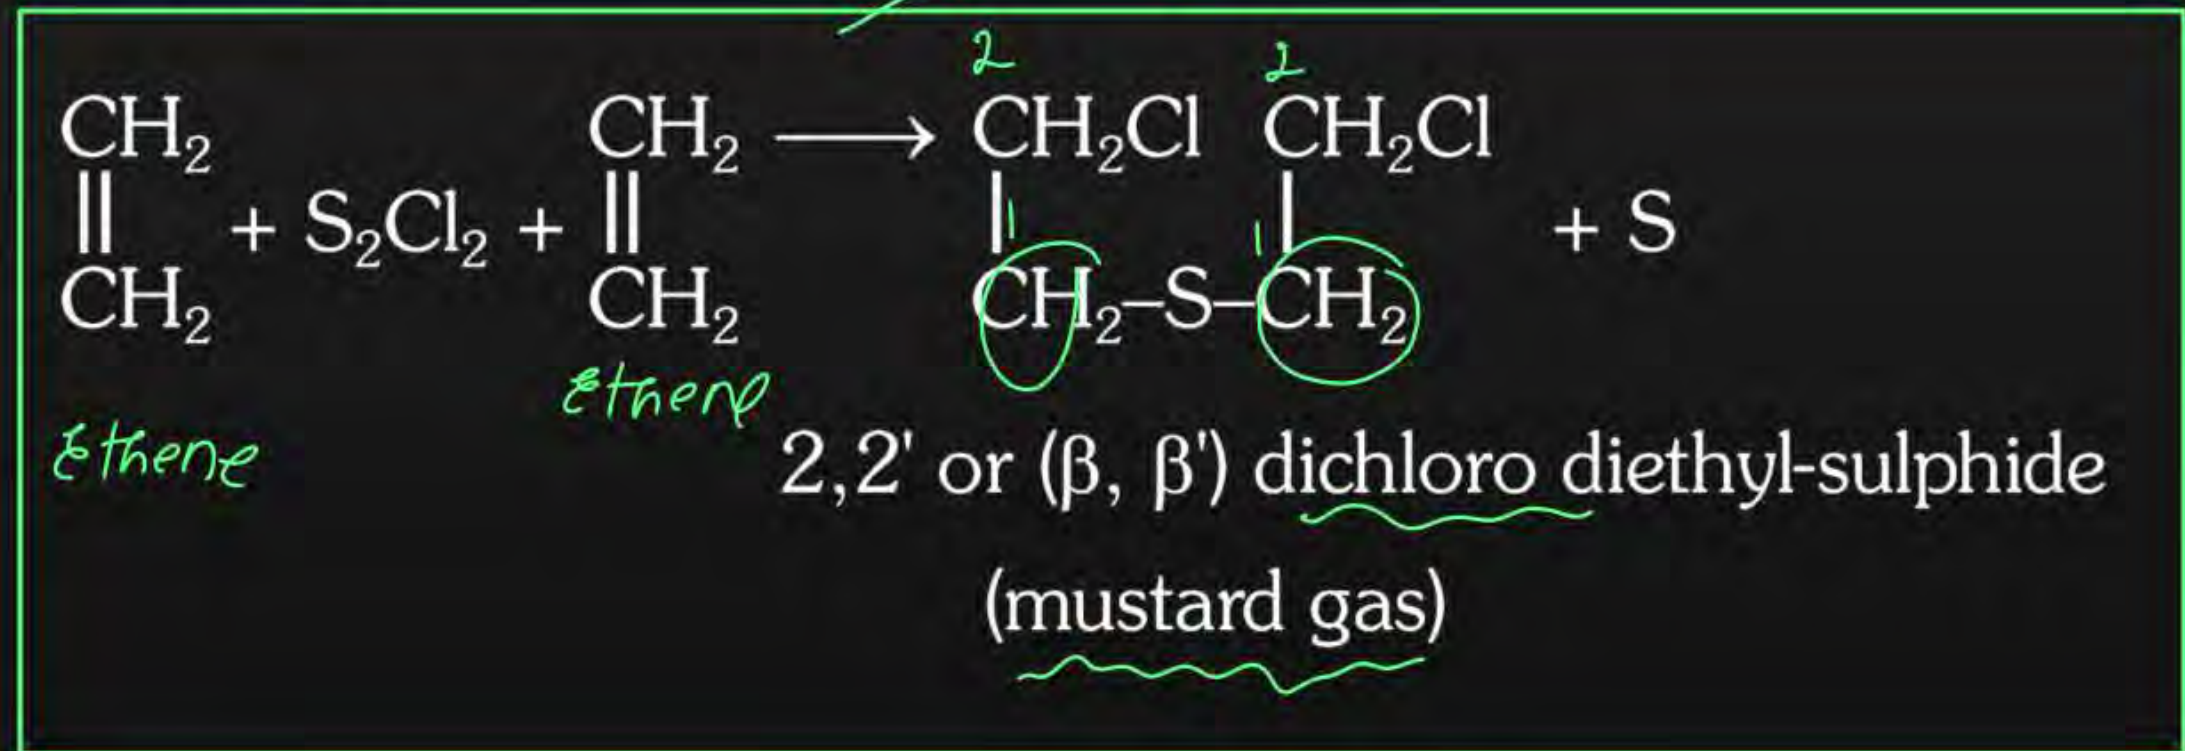 2 2
CH₂ CH₂ ⟶ CH₂Cl CH₂Cl
|| + S₂Cl₂ + || | 1 1 | + S
CH₂ CH₂ CH₂–S–CH₂
Ethene
Ethene
2,2' or (β, β') dichloro diethyl-sulphide
(mustard gas)